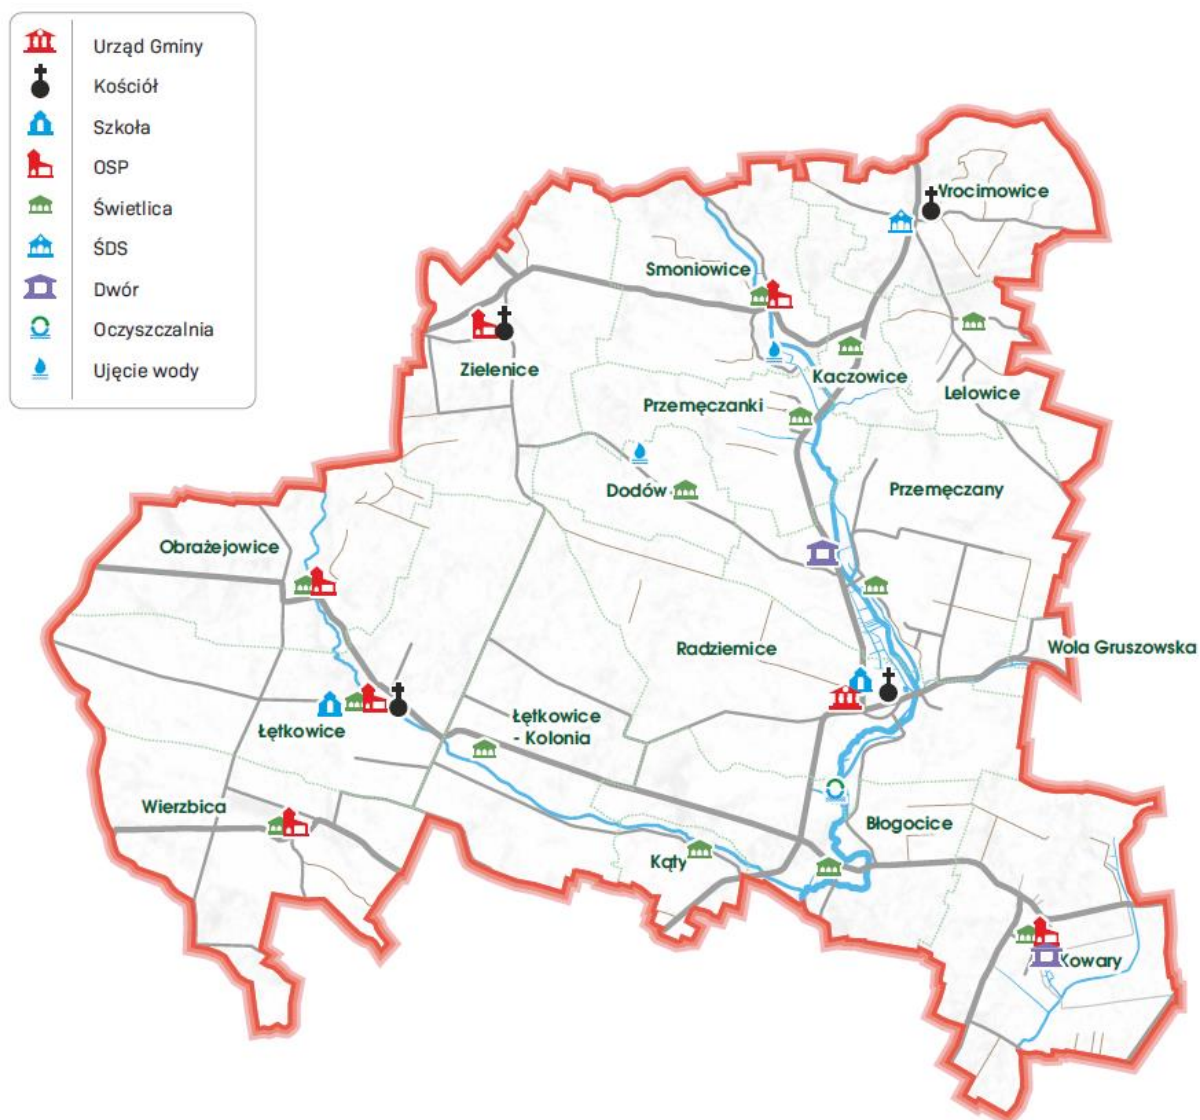 Urząd Gminy
Kościół
Szkoła
OSP
Świetlica
ŚDS
Dwór
Oczyszczalnia
Ujęcie wody
Wrocimowice
Smoniowice
Zielenice
Kaczowice
Lelowice
Przemęczanki
Dodów
Przemęczany
Obrażejowice
Radziemice
Wola Gruszowska
Łętkowice
Łętkowice
- Kolonia
Wierzbica
Błogocice
Kąty
Kowary